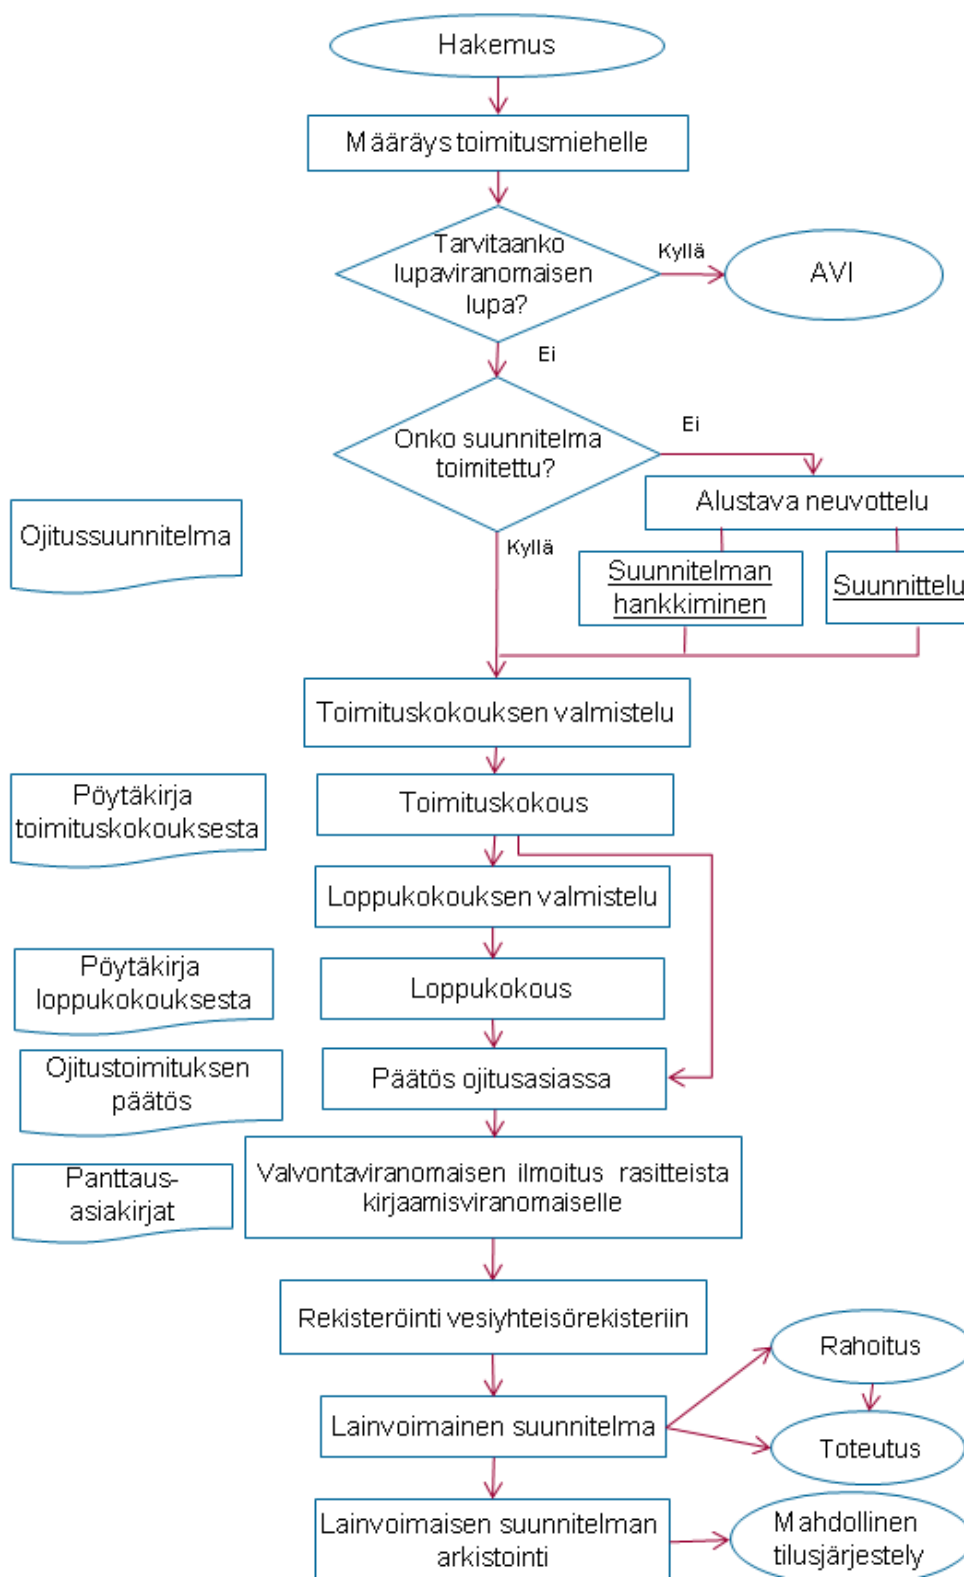 Hakemus
Määräys toimitusmiehelle
Tarvitaanko
lupaviranomaisen
lupa?
Kyllä
AVI
Ei
Onko suunnitelma
toimitettu?
Ei
Alustava neuvottelu
Ojitussuunnitelma
Kyllä
Suunnitelman
hankkiminen
Suunnittelu
Toimituskokouksen valmistelu
Pöytäkirja
toimituskokouksesta
Toimituskokous
Loppukokouksen valmistelu
Pöytäkirja
loppukokouksesta
Loppukokous
Ojitustoimituksen
päätös
Päätös ojitusasiassa
Panttaus-
asiakirjat
Valvontaviranomaisen ilmoitus rasitteista
kirjaamisviranomaiselle
Rekisteröinti vesiyhteisörekisteriin
Rahoitus
Lainvoimainen suunnitelma
Toteutus
Lainvoimaisen suunnitelman
arkistointi
Mahdollinen
tilusjärjestely